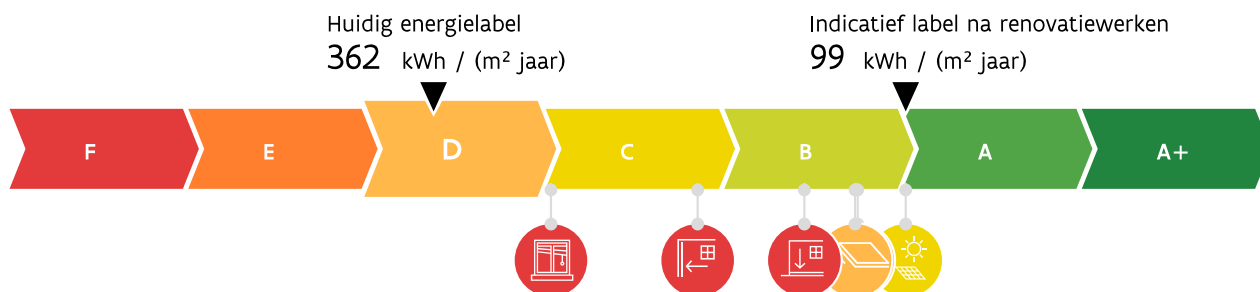 Huidig energielabel
362 kWh / (m² jaar)
Indicatief label na renovatiewerken
99 kWh / (m² jaar)
F E D C B A A+